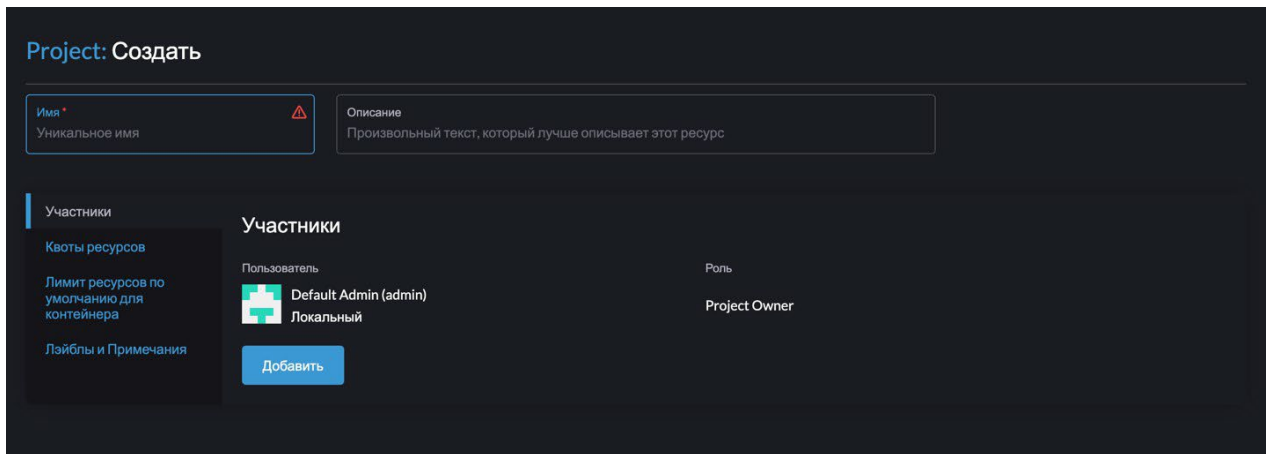 Project: Создать
Имя *
Уникальное имя
Описание
Произвольный текст, который лучше описывает этот ресурс
Участники
Квоты ресурсов
Лимит ресурсов по
умолчанию для
контейнера
Лэйблы и Примечания
Участники
Пользователь
Роль
Default Admin (admin)
Локальный
Project Owner
Добавить